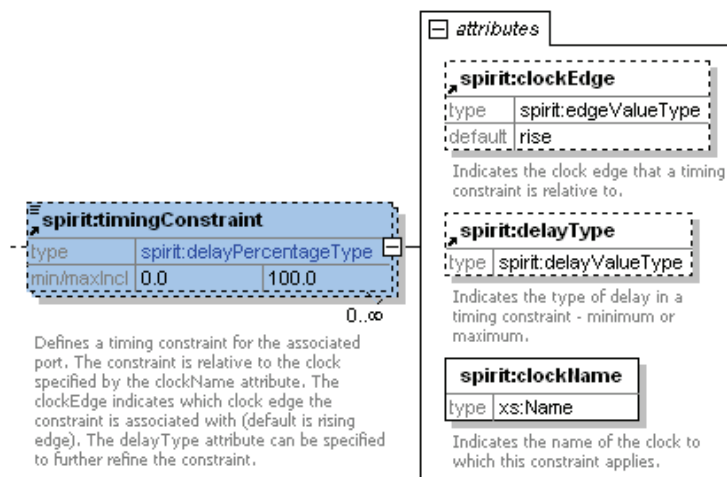 attributes
spirit:clockEdge
type spirit:edgeValueType
default rise
Indicates the clock edge that a timing
constraint is relative to.
spirit:timingConstraint
type spirit:delayPercentageType
min/maxIncl 0.0 100.0
0..∞
Defines a timing constraint for the associated
port. The constraint is relative to the clock
specified by the clockName attribute. The
clockEdge indicates which clock edge the
constraint is associated with (default is rising
edge). The delayType attribute can be specified
to further refine the constraint.
spirit:delayType
type spirit:delayValueType
Indicates the type of delay in a
timing constraint - minimum or
maximum.
spirit:clockName
type xs:Name
Indicates the name of the clock to
which this constraint applies.